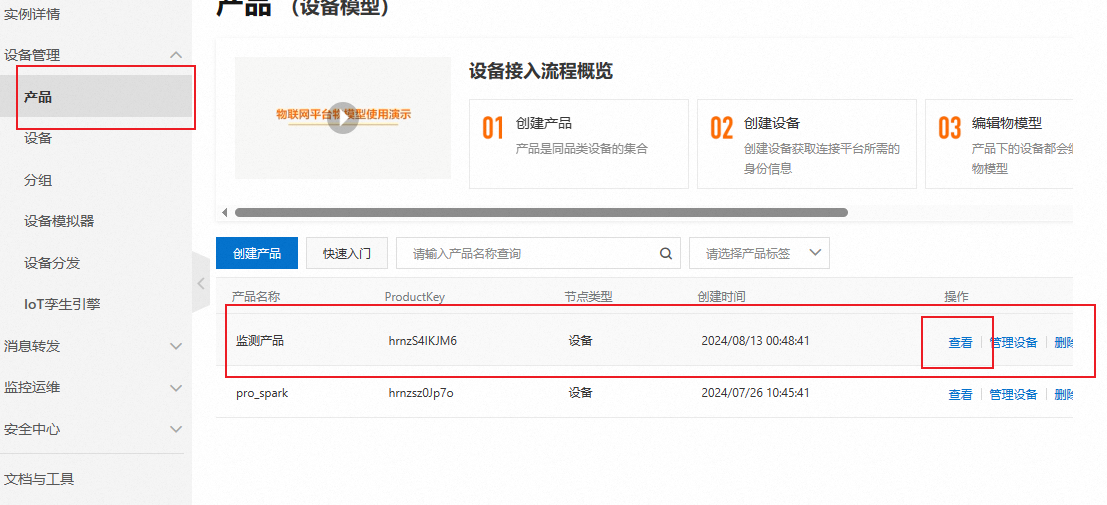 实例详情
设备管理
产品
设备
分组
设备模拟器
设备分发
IoT孪生引擎
消息转发
监控运维
安全中心
文档与工具
产品 （设备模型）
物联网平台物模型使用演示
设备接入流程概览
01 创建产品
产品是同品类设备的集合
02 创建设备
创建设备获取连接平台所需的
身份信息
03 编辑物模型
产品下的设备都会
物模型
创建产品 快速入门 请输入产品名称查询 请选择产品标签
产品名称 ProductKey 节点类型 创建时间 操作
监测产品 hrnzS4lKJM6 设备 2024/08/13 00:48:41 查看 管理设备 删除
pro_spark hrnzsz0Jp7o 设备 2024/07/26 10:45:41 查看 管理设备 删除